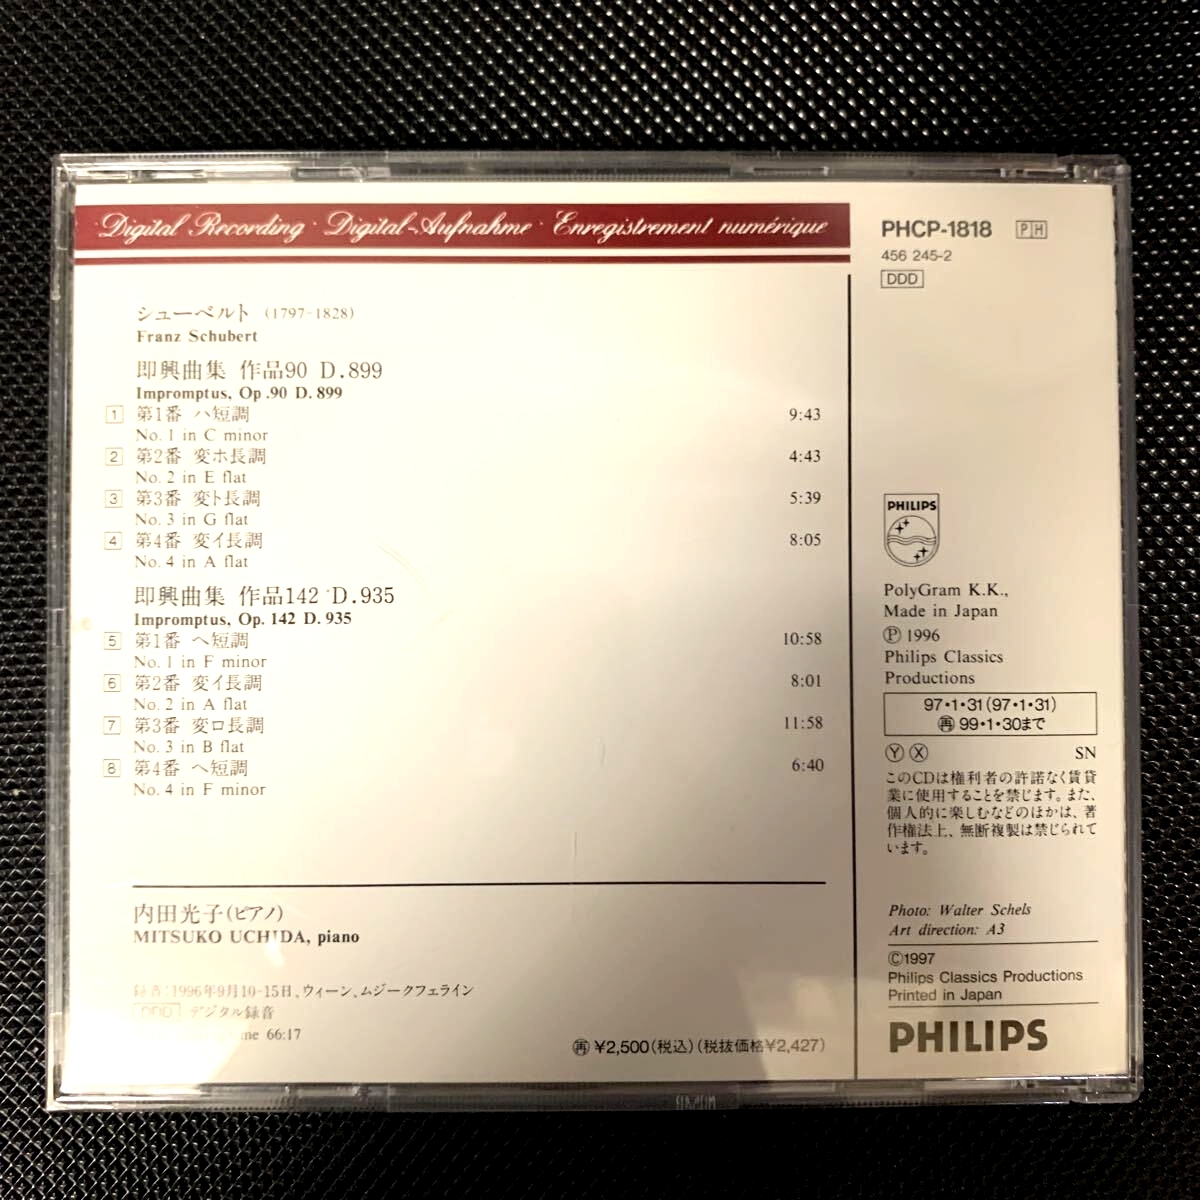 Digital Recording · Digital-Aufnahme · Enregistrement numérique
シューベルト (1797-1828)
Franz Schubert
即興曲集 作品90 D.899
Impromptus, Op.90 D.899
1 第1番 ハ短調 9:43
No.1 in C minor
2 第2番 変ホ長調 4:43
No.2 in E flat
3 第3番 変ト長調 5:39
No.3 in G flat
4 第4番 変イ長調 8:05
No.4 in A flat
即興曲集 作品142 D.935
Impromptus, Op.142 D.935
5 第1番 ヘ短調 10:58
No.1 in F minor
6 第2番 変イ長調 8:01
No.2 in A flat
7 第3番 変ロ長調 11:58
No.3 in B flat
8 第4番 ヘ短調 6:40
No.4 in F minor
内田光子(ピアノ)
MITSUKO UCHIDA, piano
録音:1996年9月10-15日、ウィーン、ムジークフェライン
DDD デジタル録音
66:17
再 ¥2,500(税込)(税抜価格¥2,427)
PHCP-1818 PH
456 245-2
DDD
PHILIPS
PolyGram K.K.,
Made in Japan
Ⓟ 1996
Philips Classics
Productions
97・1・31(97・1・31)
再 99・1・30まで
Ⓨ Ⓧ SN
このCDは権利者の許諾なく賃貸
業に使用することを禁じます。また、
個人的に楽しむなどのほかは、著
作権法上、無断複製は禁じられて
います。
Photo: Walter Schels
Art direction: A3
©1997
Philips Classics Productions
Printed in Japan
PHILIPS